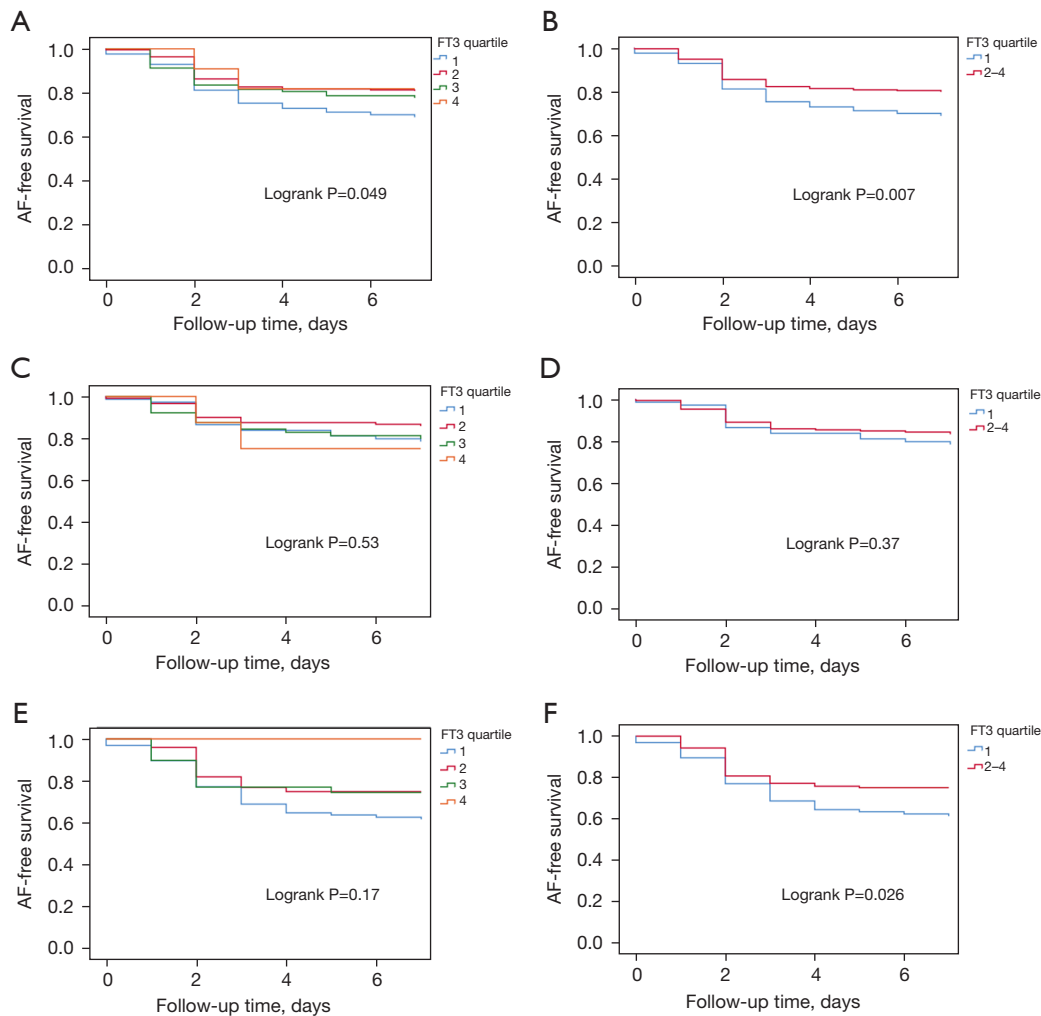 A
AF-free survival
1.0
0.8
0.6
0.4
0.2
0.0
Logrank P=0.049
0 2 4 6
Follow-up time, days
FT3 quartile
1
2
3
4
B
AF-free survival
1.0
0.8
0.6
0.4
0.2
0.0
Logrank P=0.007
0 2 4 6
Follow-up time, days
FT3 quartile
1
2–4
C
AF-free survival
1.0
0.8
0.6
0.4
0.2
0.0
Logrank P=0.53
0 2 4 6
Follow-up time, days
FT3 quartile
1
2
3
4
D
AF-free survival
1.0
0.8
0.6
0.4
0.2
0.0
Logrank P=0.37
0 2 4 6
Follow-up time, days
FT3 quartile
1
2–4
E
AF-free survival
1.0
0.8
0.6
0.4
0.2
0.0
Logrank P=0.17
0 2 4 6
Follow-up time, days
FT3 quartile
1
2
3
4
F
AF-free survival
1.0
0.8
0.6
0.4
0.2
0.0
Logrank P=0.026
0 2 4 6
Follow-up time, days
FT3 quartile
1
2–4